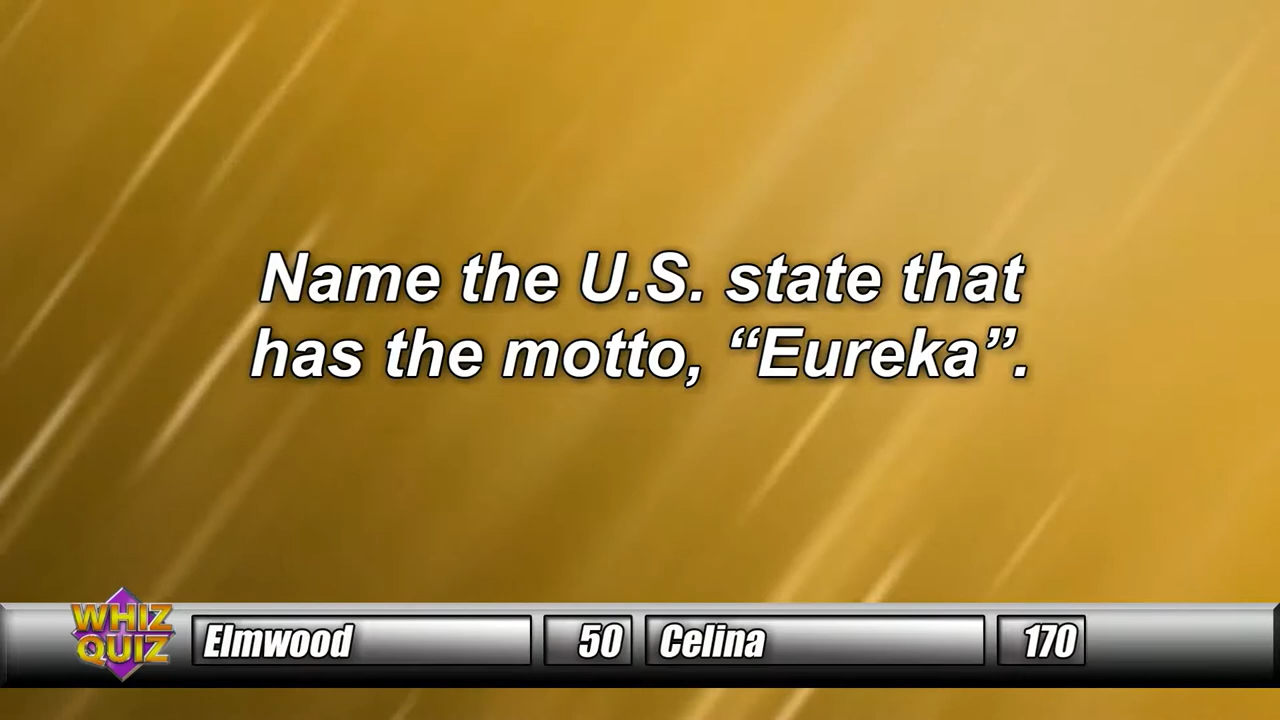 Name the U.S. state that
has the motto, “Eureka”.
WHIZ
QUIZ
Elmwood 50 Celina 170